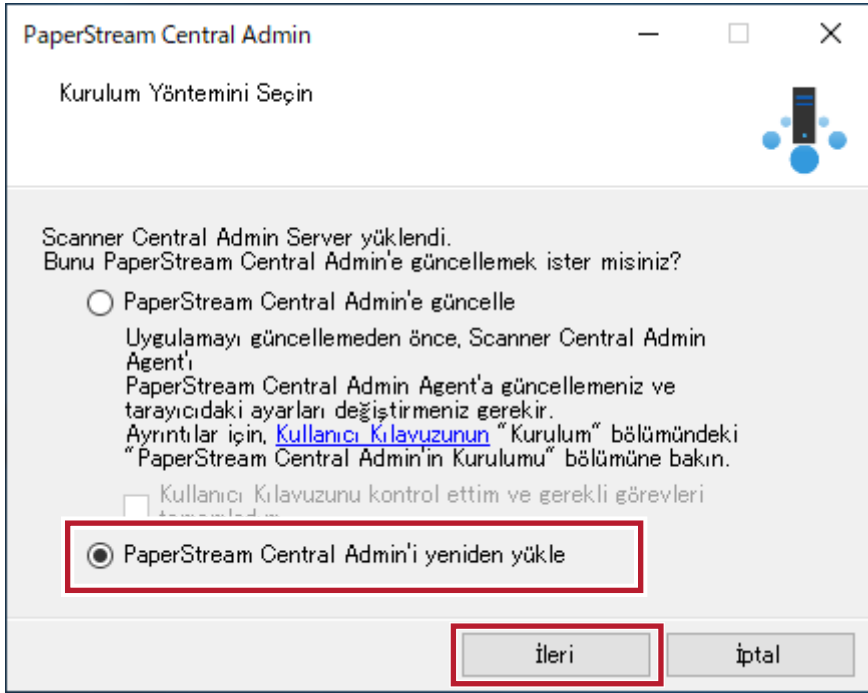 PaperStream Central Admin
Kurulum Yöntemini Seçin
Scanner Central Admin Server yüklendi.
Bunu PaperStream Central Admin'e güncellemek ister misiniz?
PaperStream Central Admin'e güncelle
Uygulamayı güncellemeden önce, Scanner Central Admin
Agent'ı
PaperStream Central Admin Agent'a güncellemeniz ve
tarayıcıdaki ayarları değiştirmeniz gerekir.
Ayrıntılar için, Kullanıcı Kılavuzunun "Kurulum" bölümündeki
"PaperStream Central Admin'in Kurulumu" bölümüne bakın.
Kullanıcı Kılavuzunu kontrol ettim ve gerekli görevleri
PaperStream Central Admin'i yeniden yükle
İleri
İptal